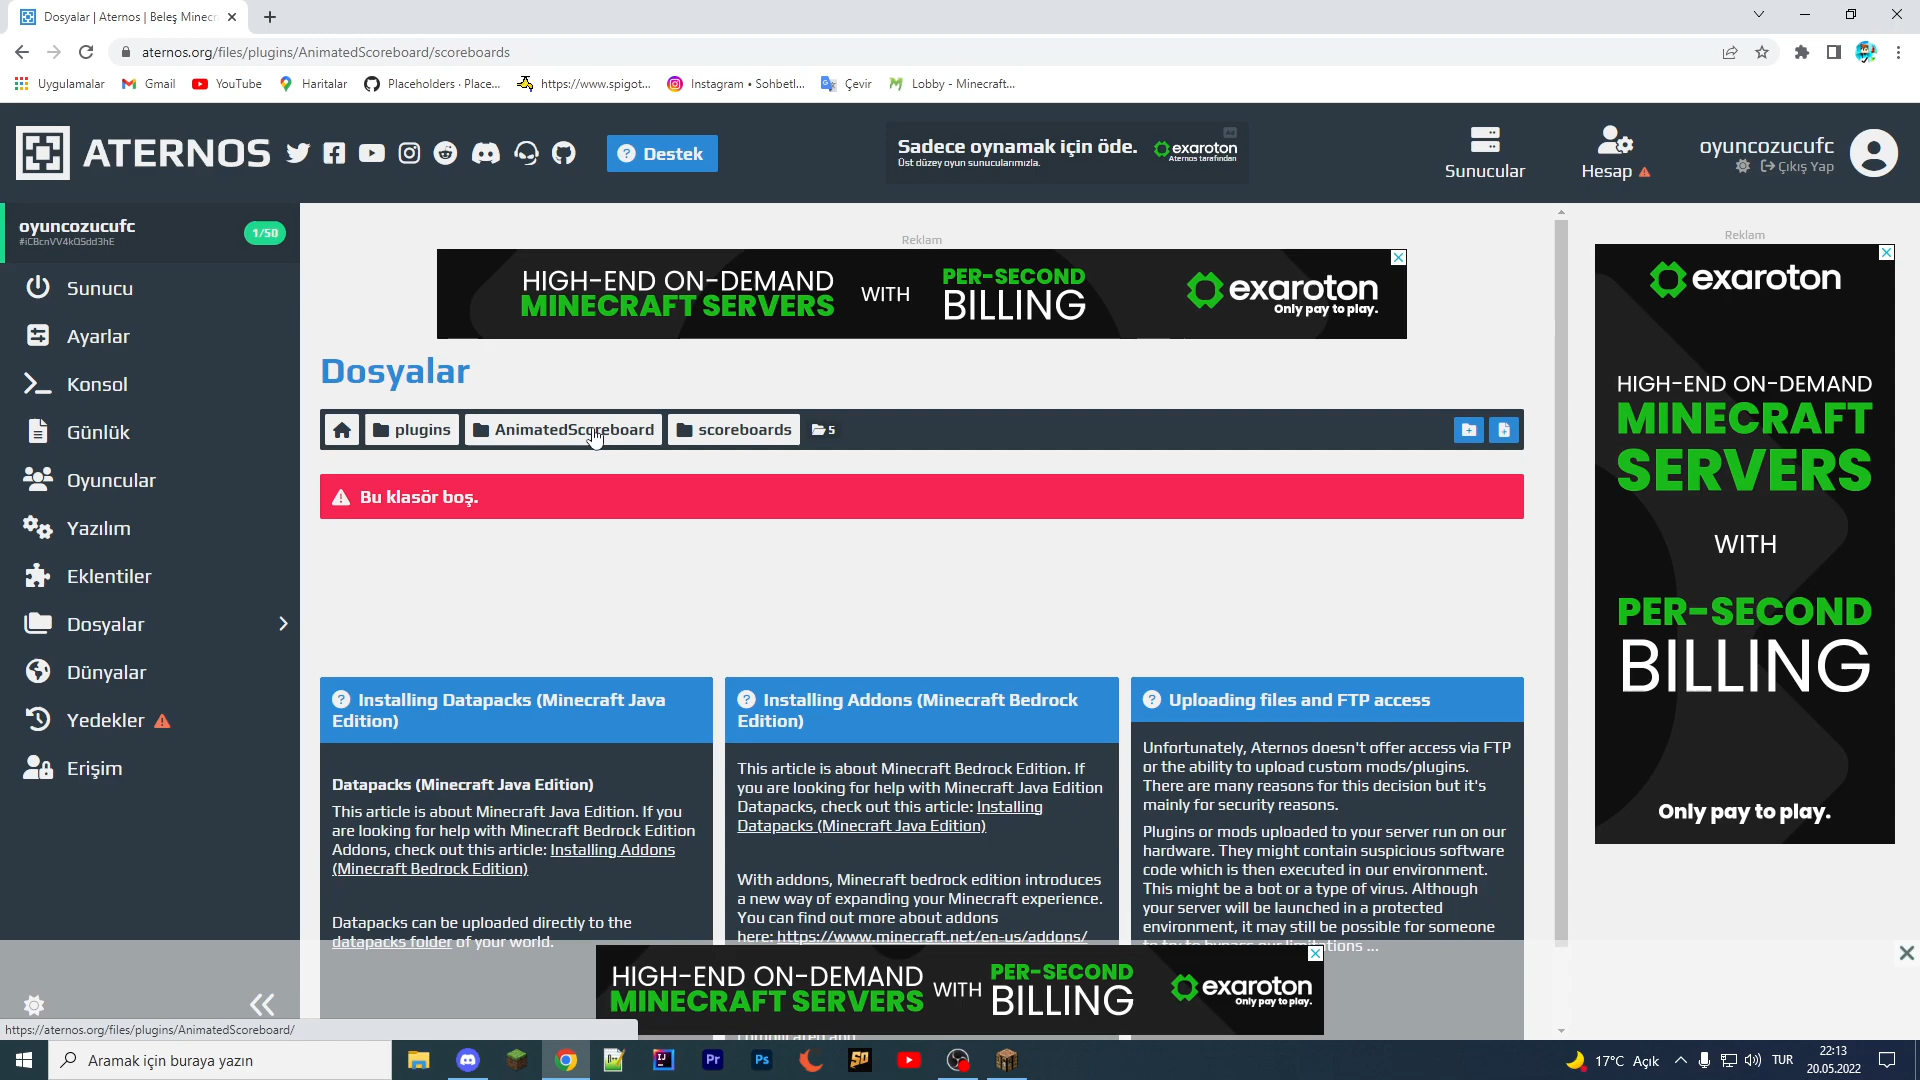 Dosyalar | Aternos | Beleş Minecr
aternos.org/files/plugins/AnimatedScoreboard/scoreboards
Uygulamalar
Gmail
YouTube
Haritalar
Placeholders · Place...
https://www.spigot...
Instagram • Sohbetl...
Çevir
Lobby - Minecraft...
ATERNOS
Destek
Sadece oynamak için öde.
Üst düzey oyun sunucularımızla.
exaroton
Aternos tarafından
Ad
Sunucular
Hesap
oyuncozucufc
Çıkış Yap
oyuncozucufc
#iCBcnVV4kQSdd3hE
1/50
Sunucu
Ayarlar
Konsol
Günlük
Oyuncular
Yazılım
Eklentiler
Dosyalar
Dünyalar
Yedekler
Erişim
Reklam
HIGH-END ON-DEMAND
MINECRAFT SERVERS
WITH
PER-SECOND
BILLING
exaroton
Only pay to play.
Dosyalar
plugins
AnimatedScoreboard
scoreboards
5
Bu klasör boş.
Installing Datapacks (Minecraft Java
Edition)
Datapacks (Minecraft Java Edition)
This article is about Minecraft Java Edition. If you
are looking for help with Minecraft Bedrock Edition
Addons, check out this article: Installing Addons
(Minecraft Bedrock Edition)
Datapacks can be uploaded directly to the
datapacks folder of your world.
Installing Addons (Minecraft Bedrock
Edition)
This article is about Minecraft Bedrock Edition. If
you are looking for help with Minecraft Java Edition
Datapacks, check out this article: Installing
Datapacks (Minecraft Java Edition)
With addons, Minecraft bedrock edition introduces
a new way of expanding your Minecraft experience.
You can find out more about addons
here: https://www.minecraft.net/en-us/addons/
Uploading files and FTP access
Unfortunately, Aternos doesn't offer access via FTP
or the ability to upload custom mods/plugins.
There are many reasons for this decision but it's
mainly for security reasons.
Plugins or mods uploaded to your server run on our
hardware. They might contain suspicious software
code which is then executed in our environment.
This might be a bot or a type of virus. Although
your server will be launched in a protected
environment, it may still be possible for someone
to try to bypass our limitations ...
Reklam
exaroton
HIGH-END ON-DEMAND
MINECRAFT
SERVERS
WITH
PER-SECOND
BILLING
Only pay to play.
HIGH-END ON-DEMAND
MINECRAFT SERVERS
WITH
PER-SECOND
BILLING
exaroton
Only pay to play.
https://aternos.org/files/plugins/AnimatedScoreboard/
Aramak için buraya yazın
Pr
Ps
17°C Açık
TUR
22:13
20.05.2022